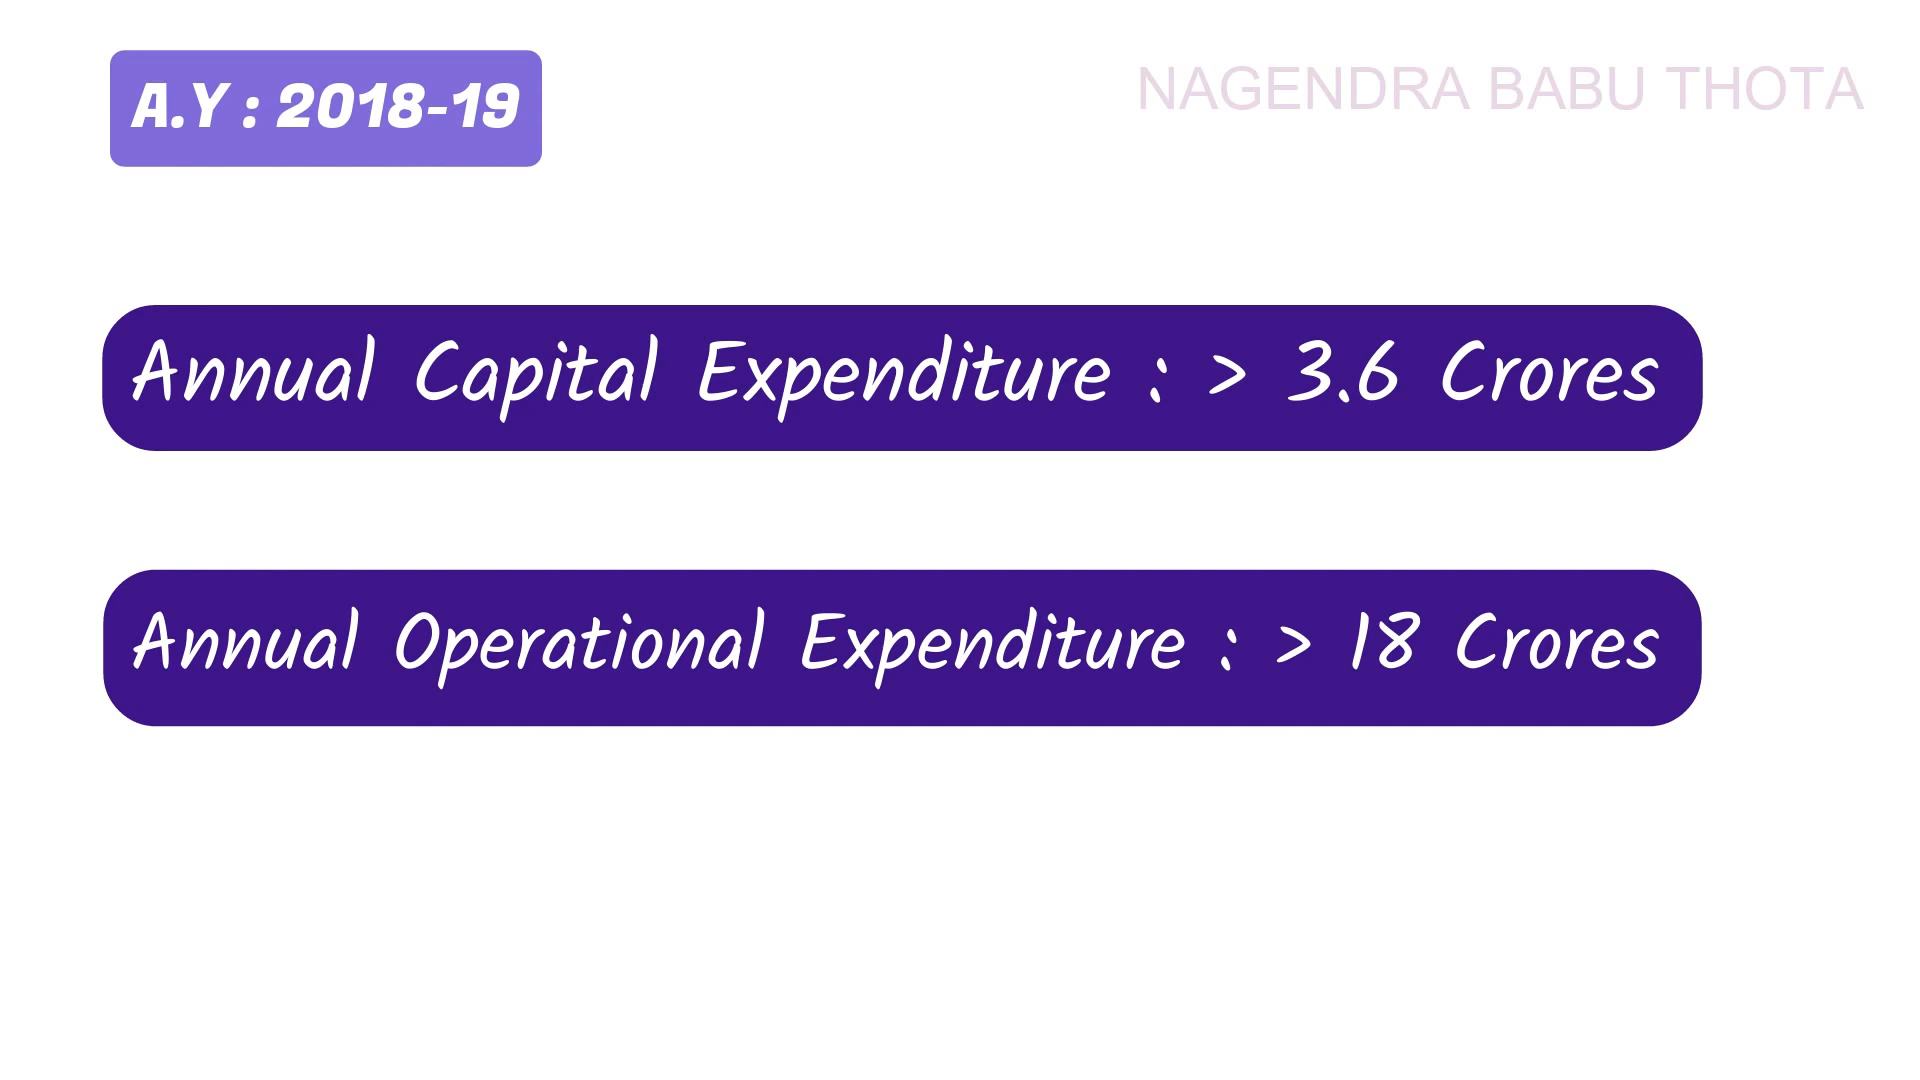 A.Y : 2018-19
NAGENDRA BABU THOTA
Annual Capital Expenditure : > 3.6 Crores
Annual Operational Expenditure : > 18 Crores